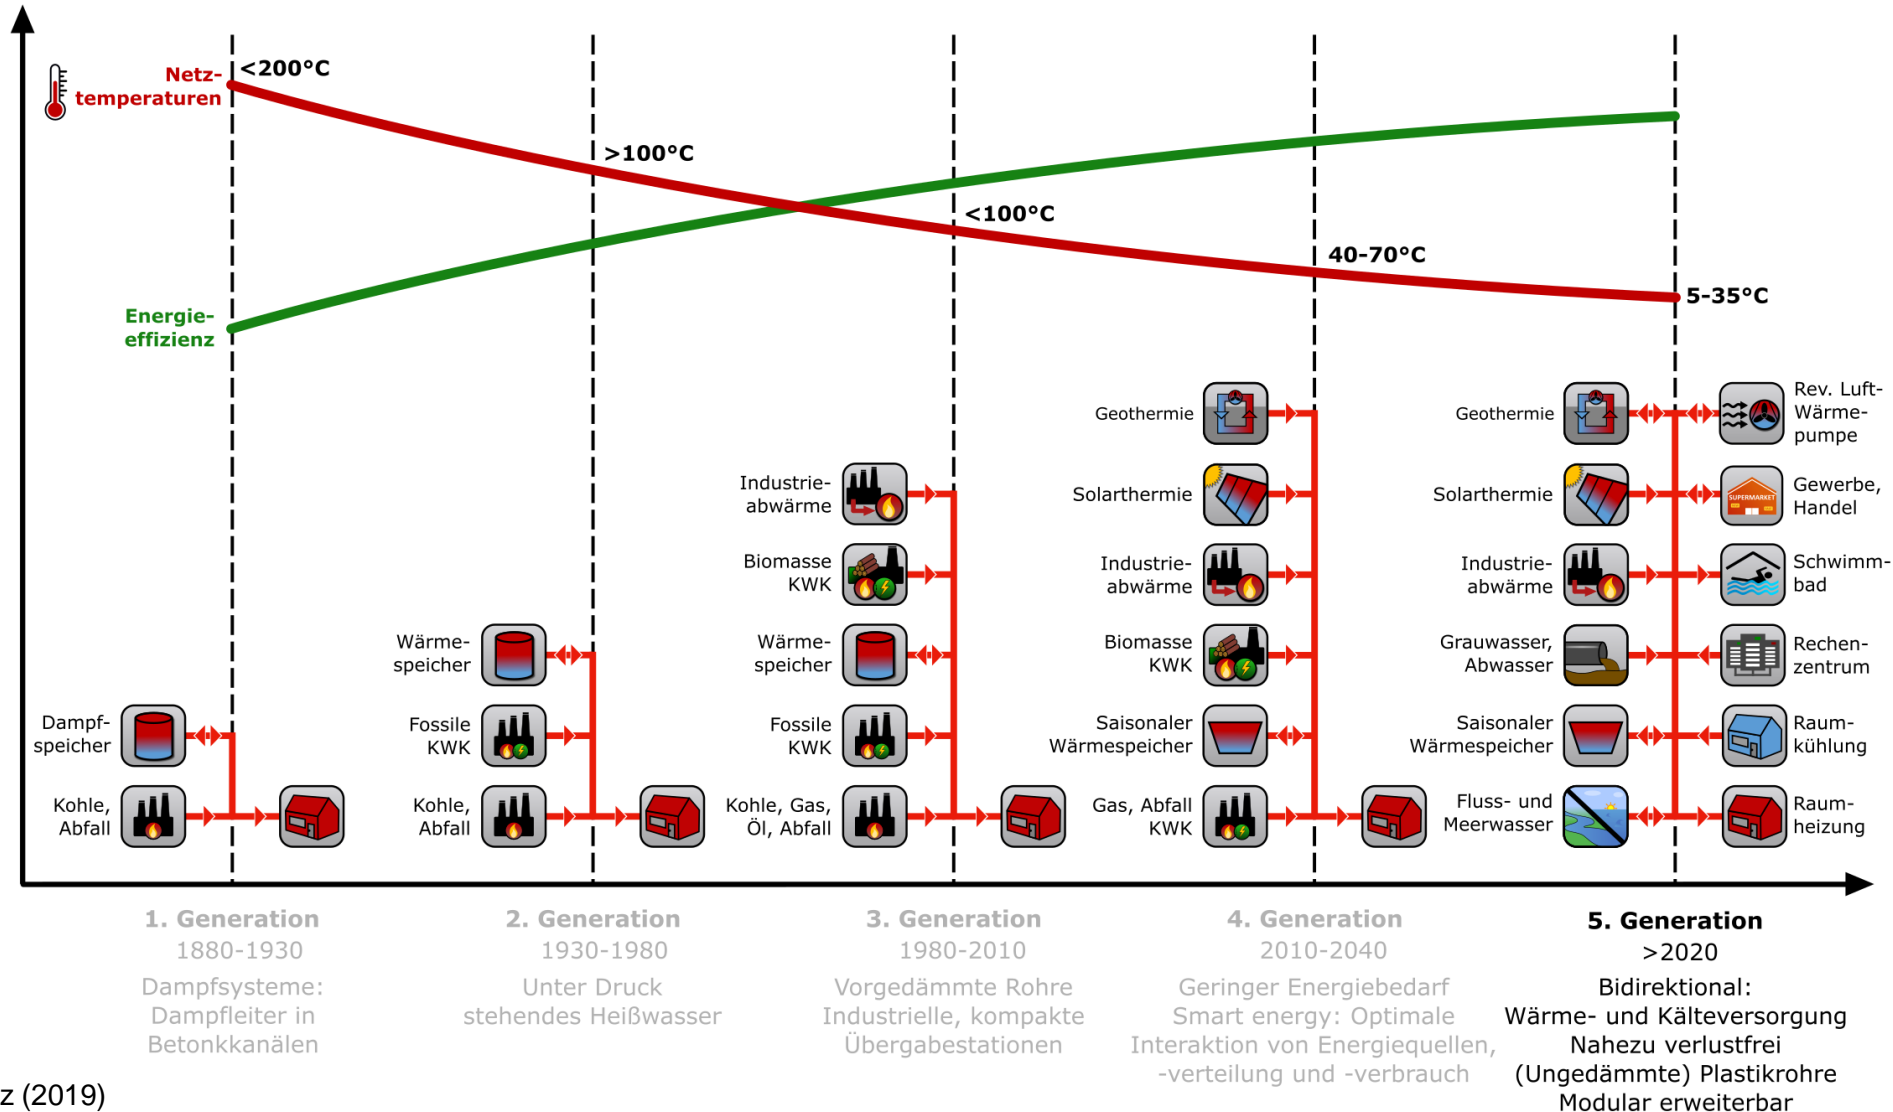 Netz-
temperaturen
<200°C
>100°C
<100°C
40-70°C
5-35°C
Energie-
effizienz
Dampf-
speicher
Kohle,
Abfall
Wärme-
speicher
Fossile
KWK
Kohle,
Abfall
Industrie-
abwärme
Biomasse
KWK
Wärme-
speicher
Fossile
KWK
Kohle, Gas,
Öl, Abfall
Geothermie
Solarthermie
Industrie-
abwärme
Biomasse
KWK
Saisonaler
Wärmespeicher
Gas, Abfall
KWK
Geothermie
Solarthermie
Industrie-
abwärme
Grauwasser,
Abwasser
Saisonaler
Wärmespeicher
Fluss- und
Meerwasser
Rev. Luft-
Wärme-
pumpe
SUPERMARKET
Gewerbe,
Handel
Schwimm-
bad
Rechen-
zentrum
Raum-
kühlung
Raum-
heizung
1. Generation
1880-1930
Dampfsysteme:
Dampfleiter in
Betonkkanälen
2. Generation
1930-1980
Unter Druck
stehendes Heißwasser
3. Generation
1980-2010
Vorgedämmte Rohre
Industrielle, kompakte
Übergabestationen
4. Generation
2010-2040
Geringer Energiebedarf
Smart energy: Optimale
Interaktion von Energiequellen,
-verteilung und -verbrauch
5. Generation
>2020
Bidirektional:
Wärme- und Kälteversorgung
Nahezu verlustfrei
(Ungedämmte) Plastikrohre
Modular erweiterbar
z (2019)